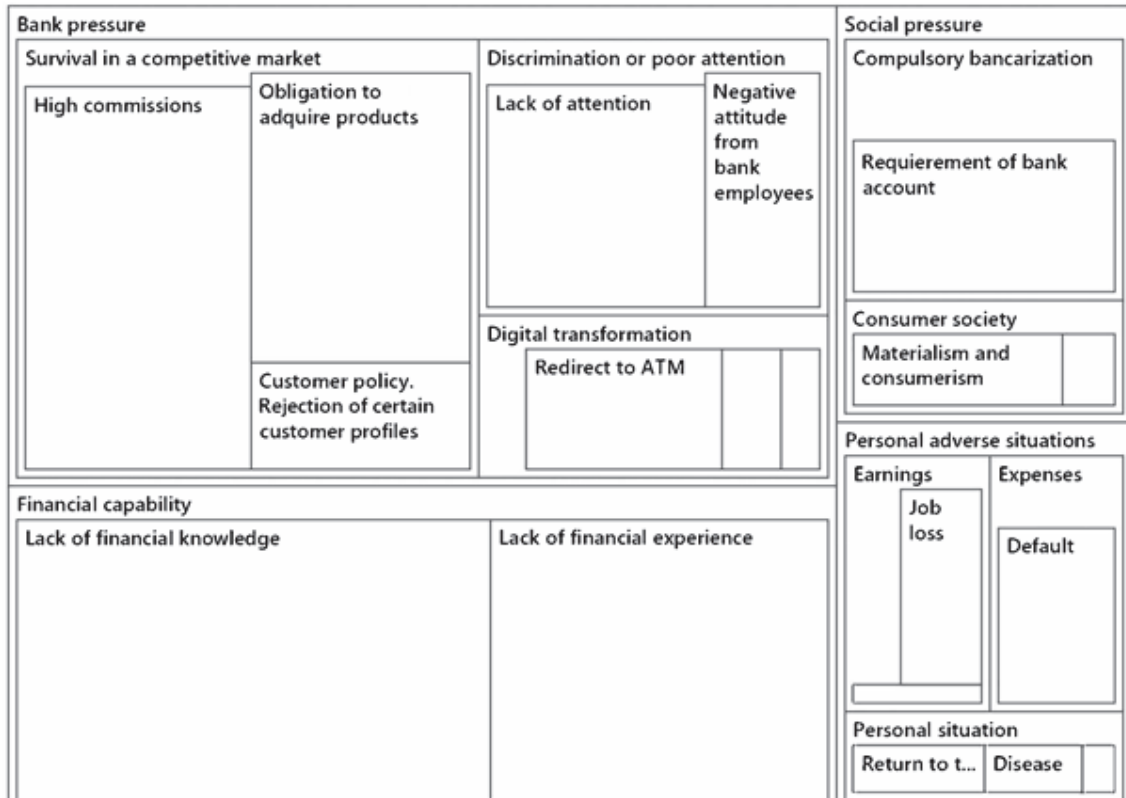 Bank pressure
Survival in a competitive market
High commissions
Obligation to
adquire products
Customer policy.
Rejection of certain
customer profiles
Discrimination or poor attention
Lack of attention
Negative
attitude
from
bank
employees
Digital transformation
Redirect to ATM
Financial capability
Lack of financial knowledge
Lack of financial experience
Social pressure
Compulsory bancarization
Requierement of bank
account
Consumer society
Materialism and
consumerism
Personal adverse situations
Earnings
Job
loss
Expenses
Default
Personal situation
Return to t...
Disease